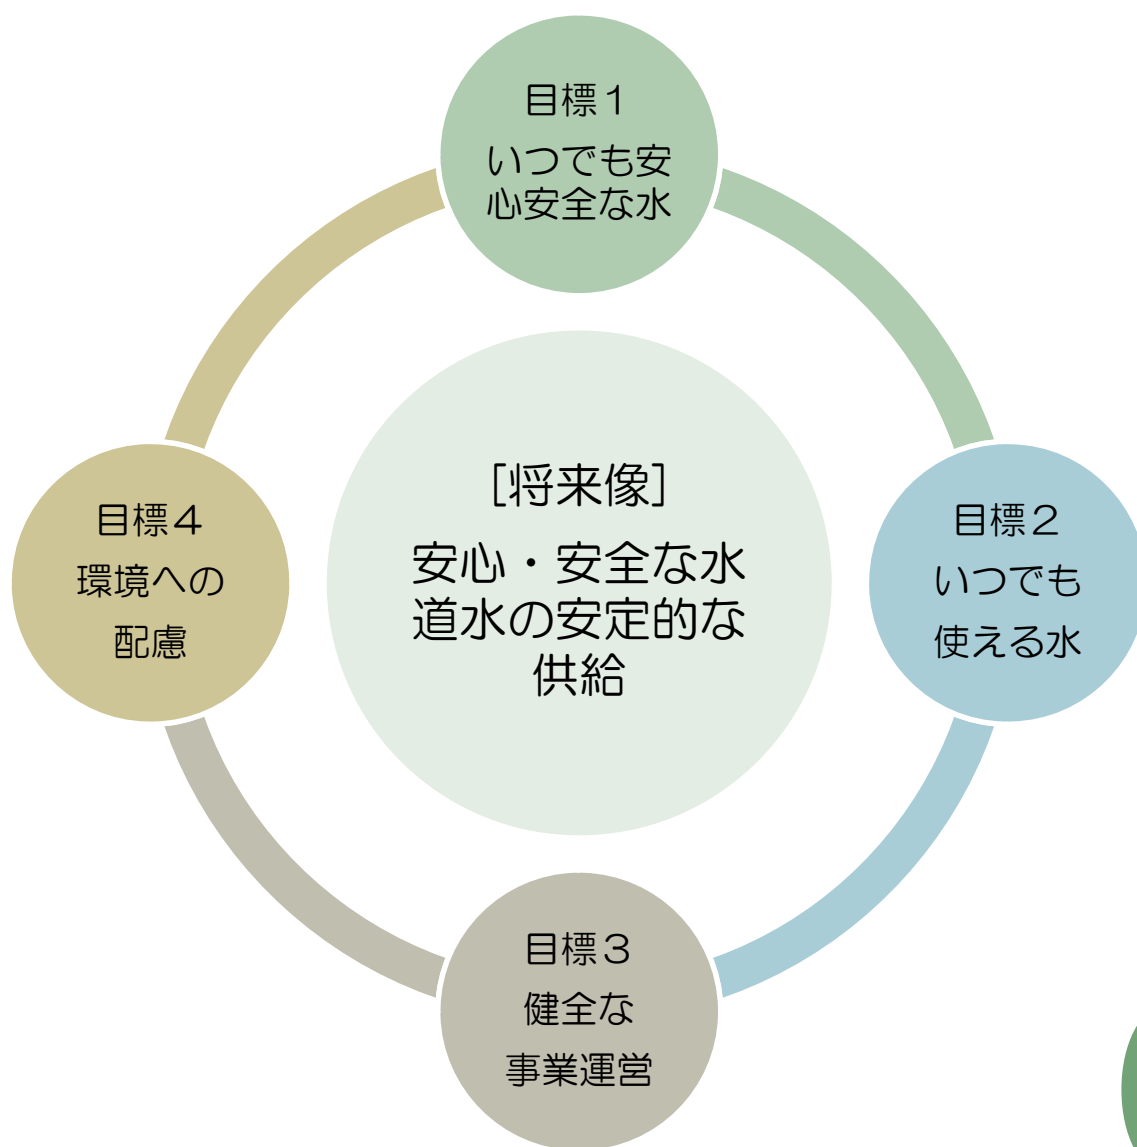 目標１
いつでも安
心安全な水
[将来像]
安心・安全な水
道水の安定的な
供給
目標２
いつでも
使える水
目標３
健全な
事業運営
目標４
環境への
配慮